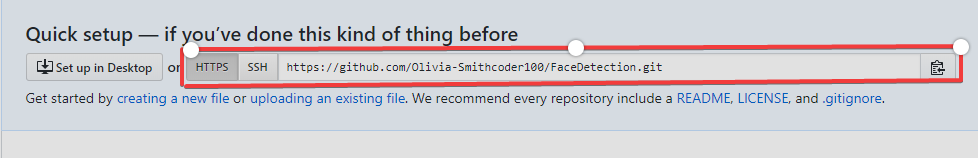 Quick setup — if you've done this kind of thing before
Set up in Desktop or HTTPS SSH https://github.com/Olivia-Smithcoder100/FaceDetection.git
Get started by creating a new file or uploading an existing file. We recommend every repository include a README, LICENSE, and .gitignore.